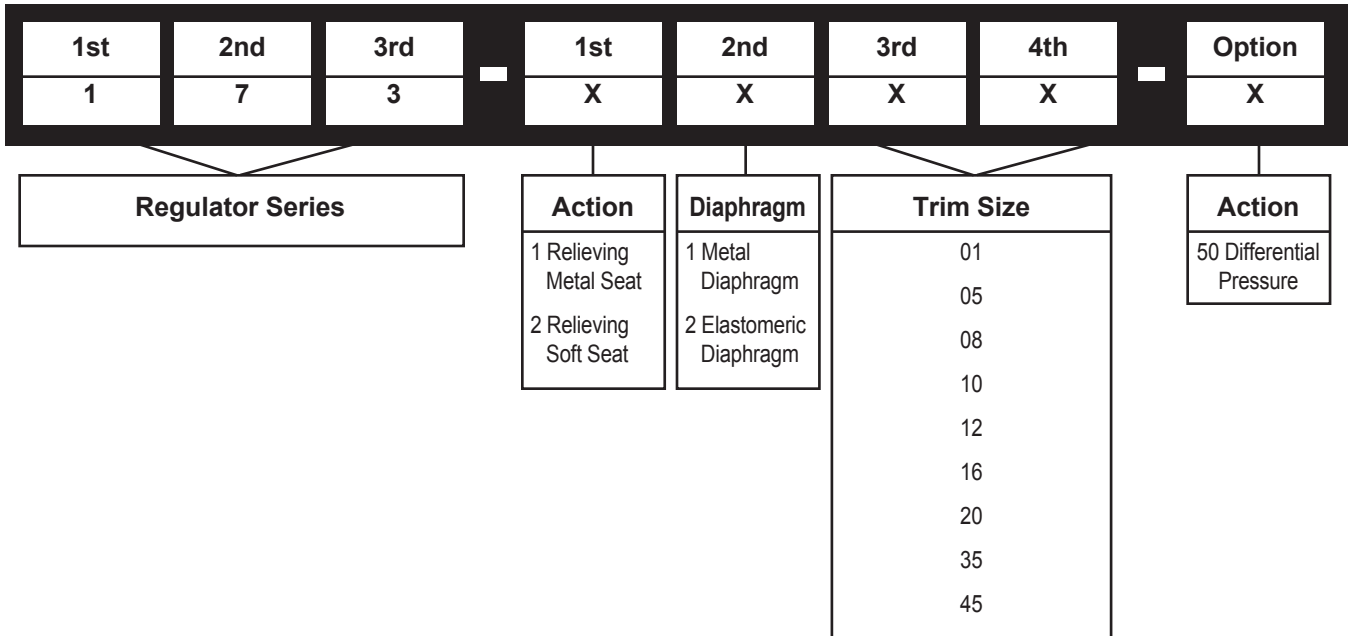 1st 2nd 3rd 1st 2nd 3rd 4th Option
1 7 3 - X X X X - X
Regulator Series
Action
1 Relieving
Metal Seat
2 Relieving
Soft Seat
Diaphragm
1 Metal
Diaphragm
2 Elastomeric
Diaphragm
Trim Size
01
05
08
10
12
16
20
35
45
Action
50 Differential
Pressure